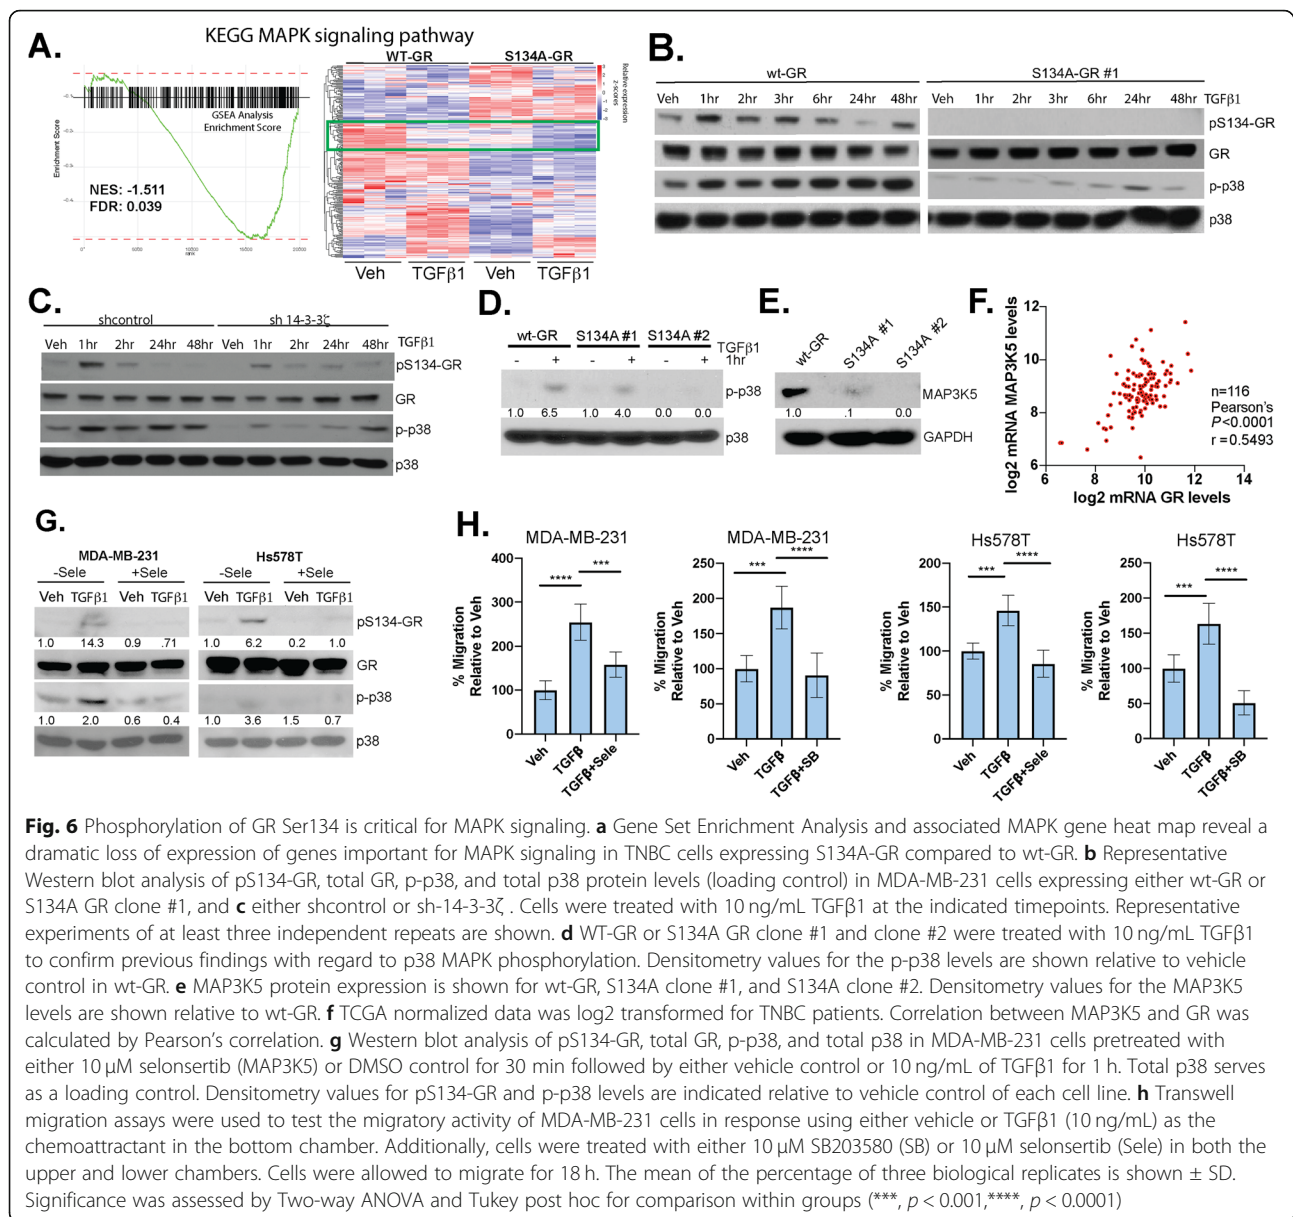 A.
KEGG MAPK signaling pathway
WT-GR S134A-GR
Relative expression
z-scores
GSEA Analysis
Enrichment Score
Enrichment Score
NES: -1.511
FDR: 0.039
rank
Veh TGFβ1 Veh TGFβ1
B.
wt-GR S134A-GR #1
Veh 1hr 2hr 3hr 6hr 24hr 48hr Veh 1hr 2hr 3hr 6hr 24hr 48hr TGFβ1
pS134-GR
GR
p-p38
p38
C.
shcontrol sh 14-3-3ζ
Veh 1hr 2hr 24hr 48hr Veh 1hr 2hr 24hr 48hr TGFβ1
pS134-GR
GR
p-p38
p38
D.
wt-GR S134A #1 S134A #2 TGFβ1
- + - + - + 1hr
p-p38
1.0 6.5 1.0 4.0 0.0 0.0
p38
E.
wt-GR S134A #1 S134A #2
MAP3K5
1.0 .1 0.0
GAPDH
F.
log2 mRNA MAP3K5 levels
12
10
8
6
6 8 10 12 14
log2 mRNA GR levels
n=116
Pearson's
P<0.0001
r = 0.5493
G.
MDA-MB-231 Hs578T
-Sele +Sele -Sele +Sele
Veh TGFβ1 Veh TGFβ1 Veh TGFβ1 Veh TGFβ1
pS134-GR
1.0 14.3 0.9 .71 1.0 6.2 0.2 1.0
GR
p-p38
1.0 2.0 0.6 0.4 1.0 3.6 1.5 0.7
p38
H.
MDA-MB-231
% Migration
Relative to Veh
400
300
200
100
0
**** ***
Veh TGFβ TGFβ+Sele
MDA-MB-231
% Migration
Relative to Veh
250
200
150
100
50
0
*** ****
Veh TGFβ TGFβ+SB
Hs578T
% Migration
Relative to Veh
200
150
100
50
0
*** ****
Veh TGFβ TGFβ+Sele
Hs578T
% Migration
Relative to Veh
250
200
150
100
50
0
*** ****
Veh TGFβ TGFβ+SB
Fig. 6 Phosphorylation of GR Ser134 is critical for MAPK signaling. a Gene Set Enrichment Analysis and associated MAPK gene heat map reveal a
dramatic loss of expression of genes important for MAPK signaling in TNBC cells expressing S134A-GR compared to wt-GR. b Representative
Western blot analysis of pS134-GR, total GR, p-p38, and total p38 protein levels (loading control) in MDA-MB-231 cells expressing either wt-GR or
S134A GR clone #1, and c either shcontrol or sh-14-3-3ζ . Cells were treated with 10 ng/mL TGFβ1 at the indicated timepoints. Representative
experiments of at least three independent repeats are shown. d WT-GR or S134A GR clone #1 and clone #2 were treated with 10 ng/mL TGFβ1
to confirm previous findings with regard to p38 MAPK phosphorylation. Densitometry values for the p-p38 levels are shown relative to vehicle
control in wt-GR. e MAP3K5 protein expression is shown for wt-GR, S134A clone #1, and S134A clone #2. Densitometry values for the MAP3K5
levels are shown relative to wt-GR. f TCGA normalized data was log2 transformed for TNBC patients. Correlation between MAP3K5 and GR was
calculated by Pearson's correlation. g Western blot analysis of pS134-GR, total GR, p-p38, and total p38 in MDA-MB-231 cells pretreated with
either 10 μM selonsertib (MAP3K5) or DMSO control for 30 min followed by either vehicle control or 10 ng/mL of TGFβ1 for 1 h. Total p38 serves
as a loading control. Densitometry values for pS134-GR and p-p38 levels are indicated relative to vehicle control of each cell line. h Transwell
migration assays were used to test the migratory activity of MDA-MB-231 cells in response using either vehicle or TGFβ1 (10 ng/mL) as the
chemoattractant in the bottom chamber. Additionally, cells were treated with either 10 μM SB203580 (SB) or 10 μM selonsertib (Sele) in both the
upper and lower chambers. Cells were allowed to migrate for 18 h. The mean of the percentage of three biological replicates is shown ± SD.
Significance was assessed by Two-way ANOVA and Tukey post hoc for comparison within groups (***, p < 0.001,****, p < 0.0001)